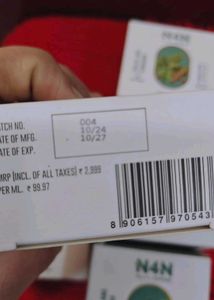 ATCH NO. 004
ATE OF MFG. 10/24
ATE OF EXP. 10/27
MRP (INCL. OF ALL TAXES) ₹ 2,999
PER ML. ₹ 99.97
8 906157 970543
N4N